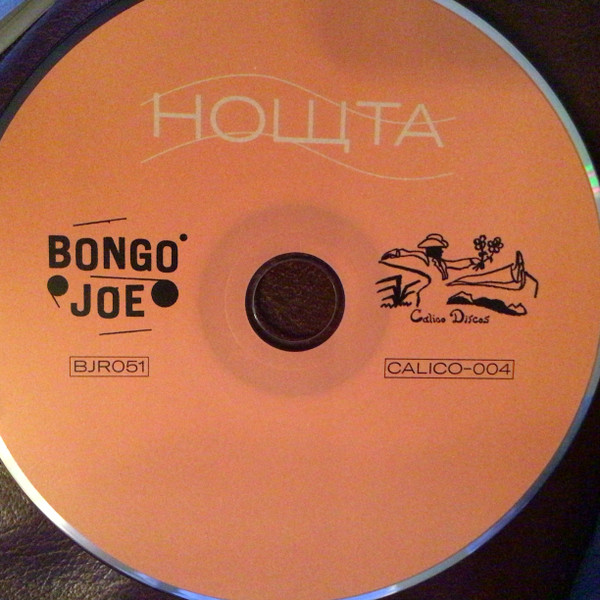 НОЩТА
BONGO
JOE
Calico Discos
BJR051
CALICO-004